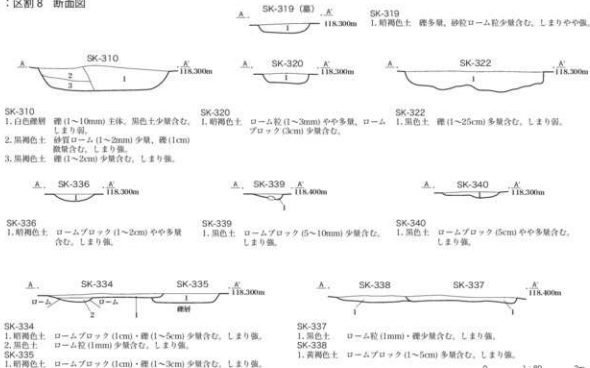 :区割8 断面図
A SK-319 (墓) A' 118.300m
1
SK-319
1. 暗褐色土 礫多量、砂粒ローム粒少量含む。しまりやや強。
A SK-310 A' 118.300m
1
2
3
A SK-320 A' 118.300m
1
A SK-322 A' 118.300m
1
SK-310
1. 白色礫層 礫 (1~10mm) 主体。黒色土少量含む。
しまり弱。
2. 黒褐色土 砂質ローム (1~2mm) 少量、礫 (1cm)
微量含む。しまり強。
3. 黒褐色土 礫 (1~2cm) 少量含む。しまり強。
SK-320
1. 暗褐色土 ローム粒 (1~3mm) やや多量、ローム
ブロック (3cm) 少量含む。
SK-322
1. 黒色土 礫 (1~25cm) 多量含む。しまり弱。
A SK-336 A' 118.300m
1
A SK-339 A' 118.400m
1
A SK-340 A' 118.300m
1
SK-336
1. 暗褐色土 ロームブロック (1~2cm) やや多量
含む。しまり強。
SK-339
1. 黒色土 ロームブロック (5~10mm) 少量含む。
しまり強。
SK-340
1. 黒色土 ロームブロック (5cm) やや多量含む。
しまり強。
A SK-334 SK-335 A' 118.300m
ローム 1 ローム 1
2 礫層
A SK-338 SK-337 A' 118.400m
1 1
SK-334
1. 暗褐色土 ロームブロック (1cm)・礫 (1~5cm) 少量含む。しまり強。
2. 黒色土 ローム粒 (1mm) 少量含む。しまり強。
SK-335
1. 暗褐色土 ロームブロック (1cm)・礫 (1~3cm) 少量含む。しまり強。
SK-337
1. 黒色土 ローム粒 (1mm)・礫少量含む。しまり強。
SK-338
1. 黄褐色土 ロームブロック (1~5cm) 多量含む。しまり強。
0 1:80 2m